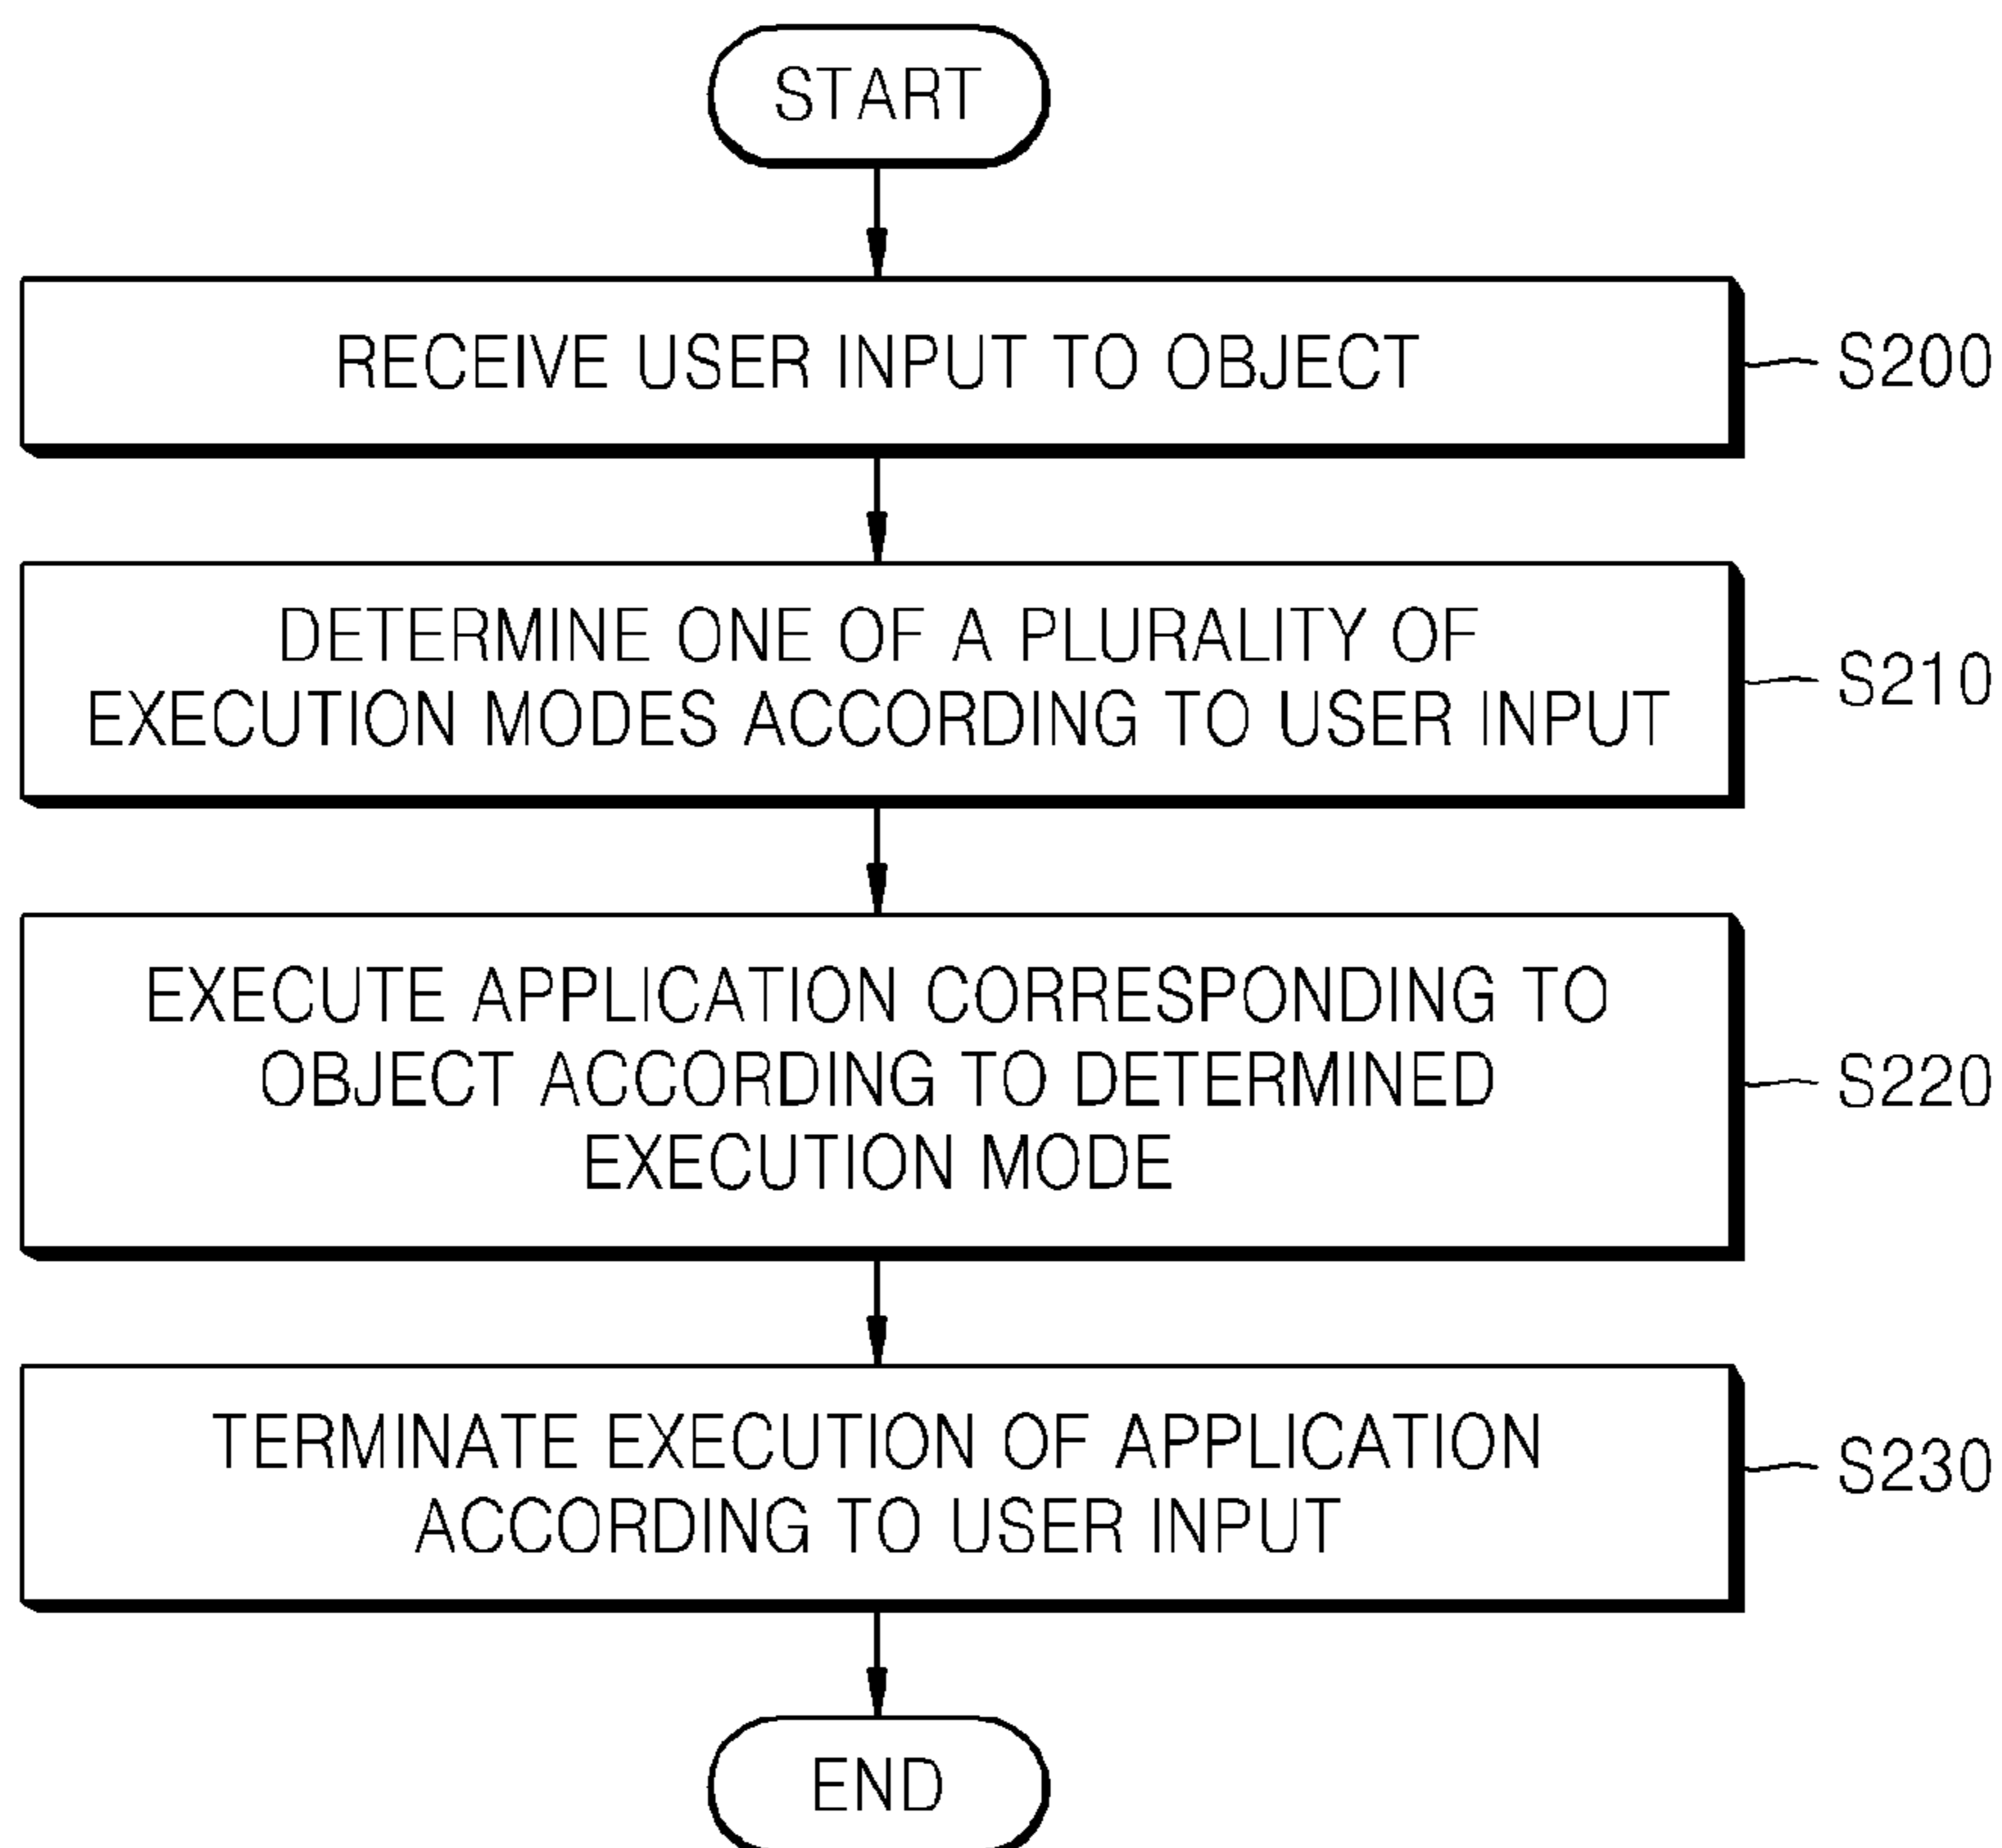 START
RECEIVE USER INPUT TO OBJECT
S200
DETERMINE ONE OF A PLURALITY OF
EXECUTION MODES ACCORDING TO USER INPUT
S210
EXECUTE APPLICATION CORRESPONDING TO
OBJECT ACCORDING TO DETERMINED
EXECUTION MODE
S220
TERMINATE EXECUTION OF APPLICATION
ACCORDING TO USER INPUT
S230
END